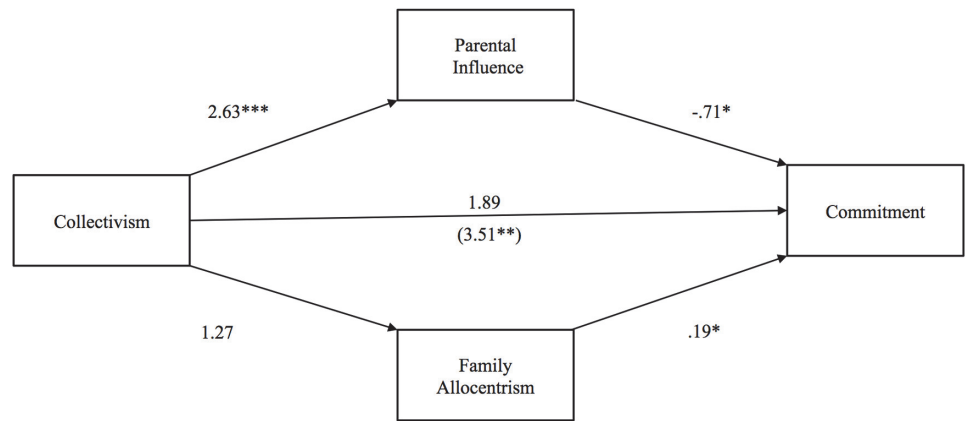 Parental
Influence
2.63***
-.71*
Collectivism
1.89
(3.51**)
Commitment
1.27
.19*
Family
Allocentrism